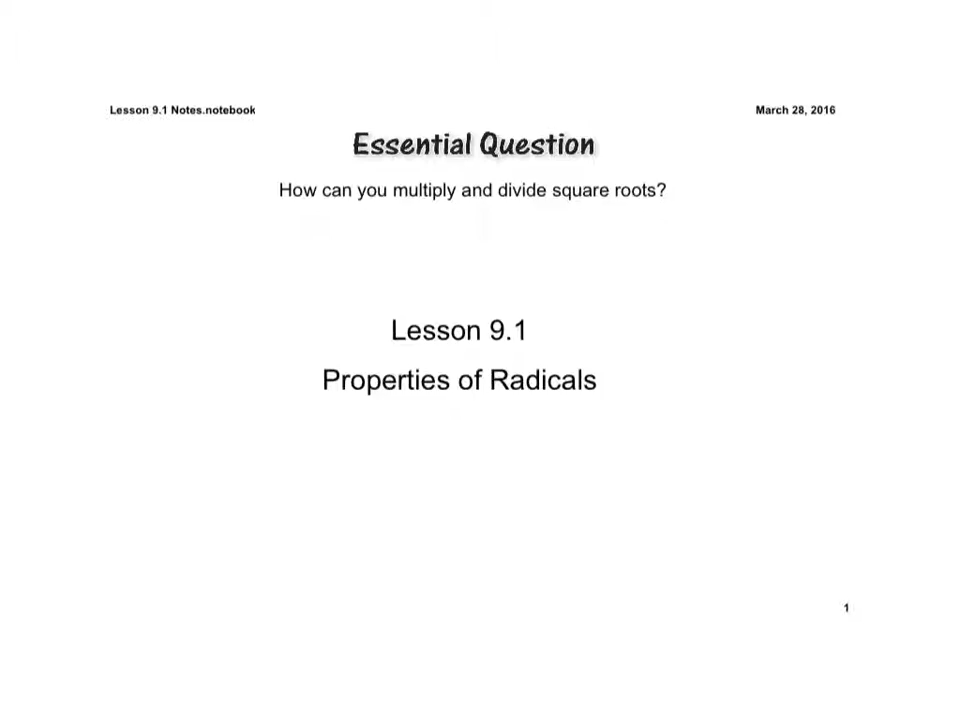 Lesson 9.1 Notes.notebook
March 28, 2016
Essential Question
How can you multiply and divide square roots?
Lesson 9.1
Properties of Radicals
1